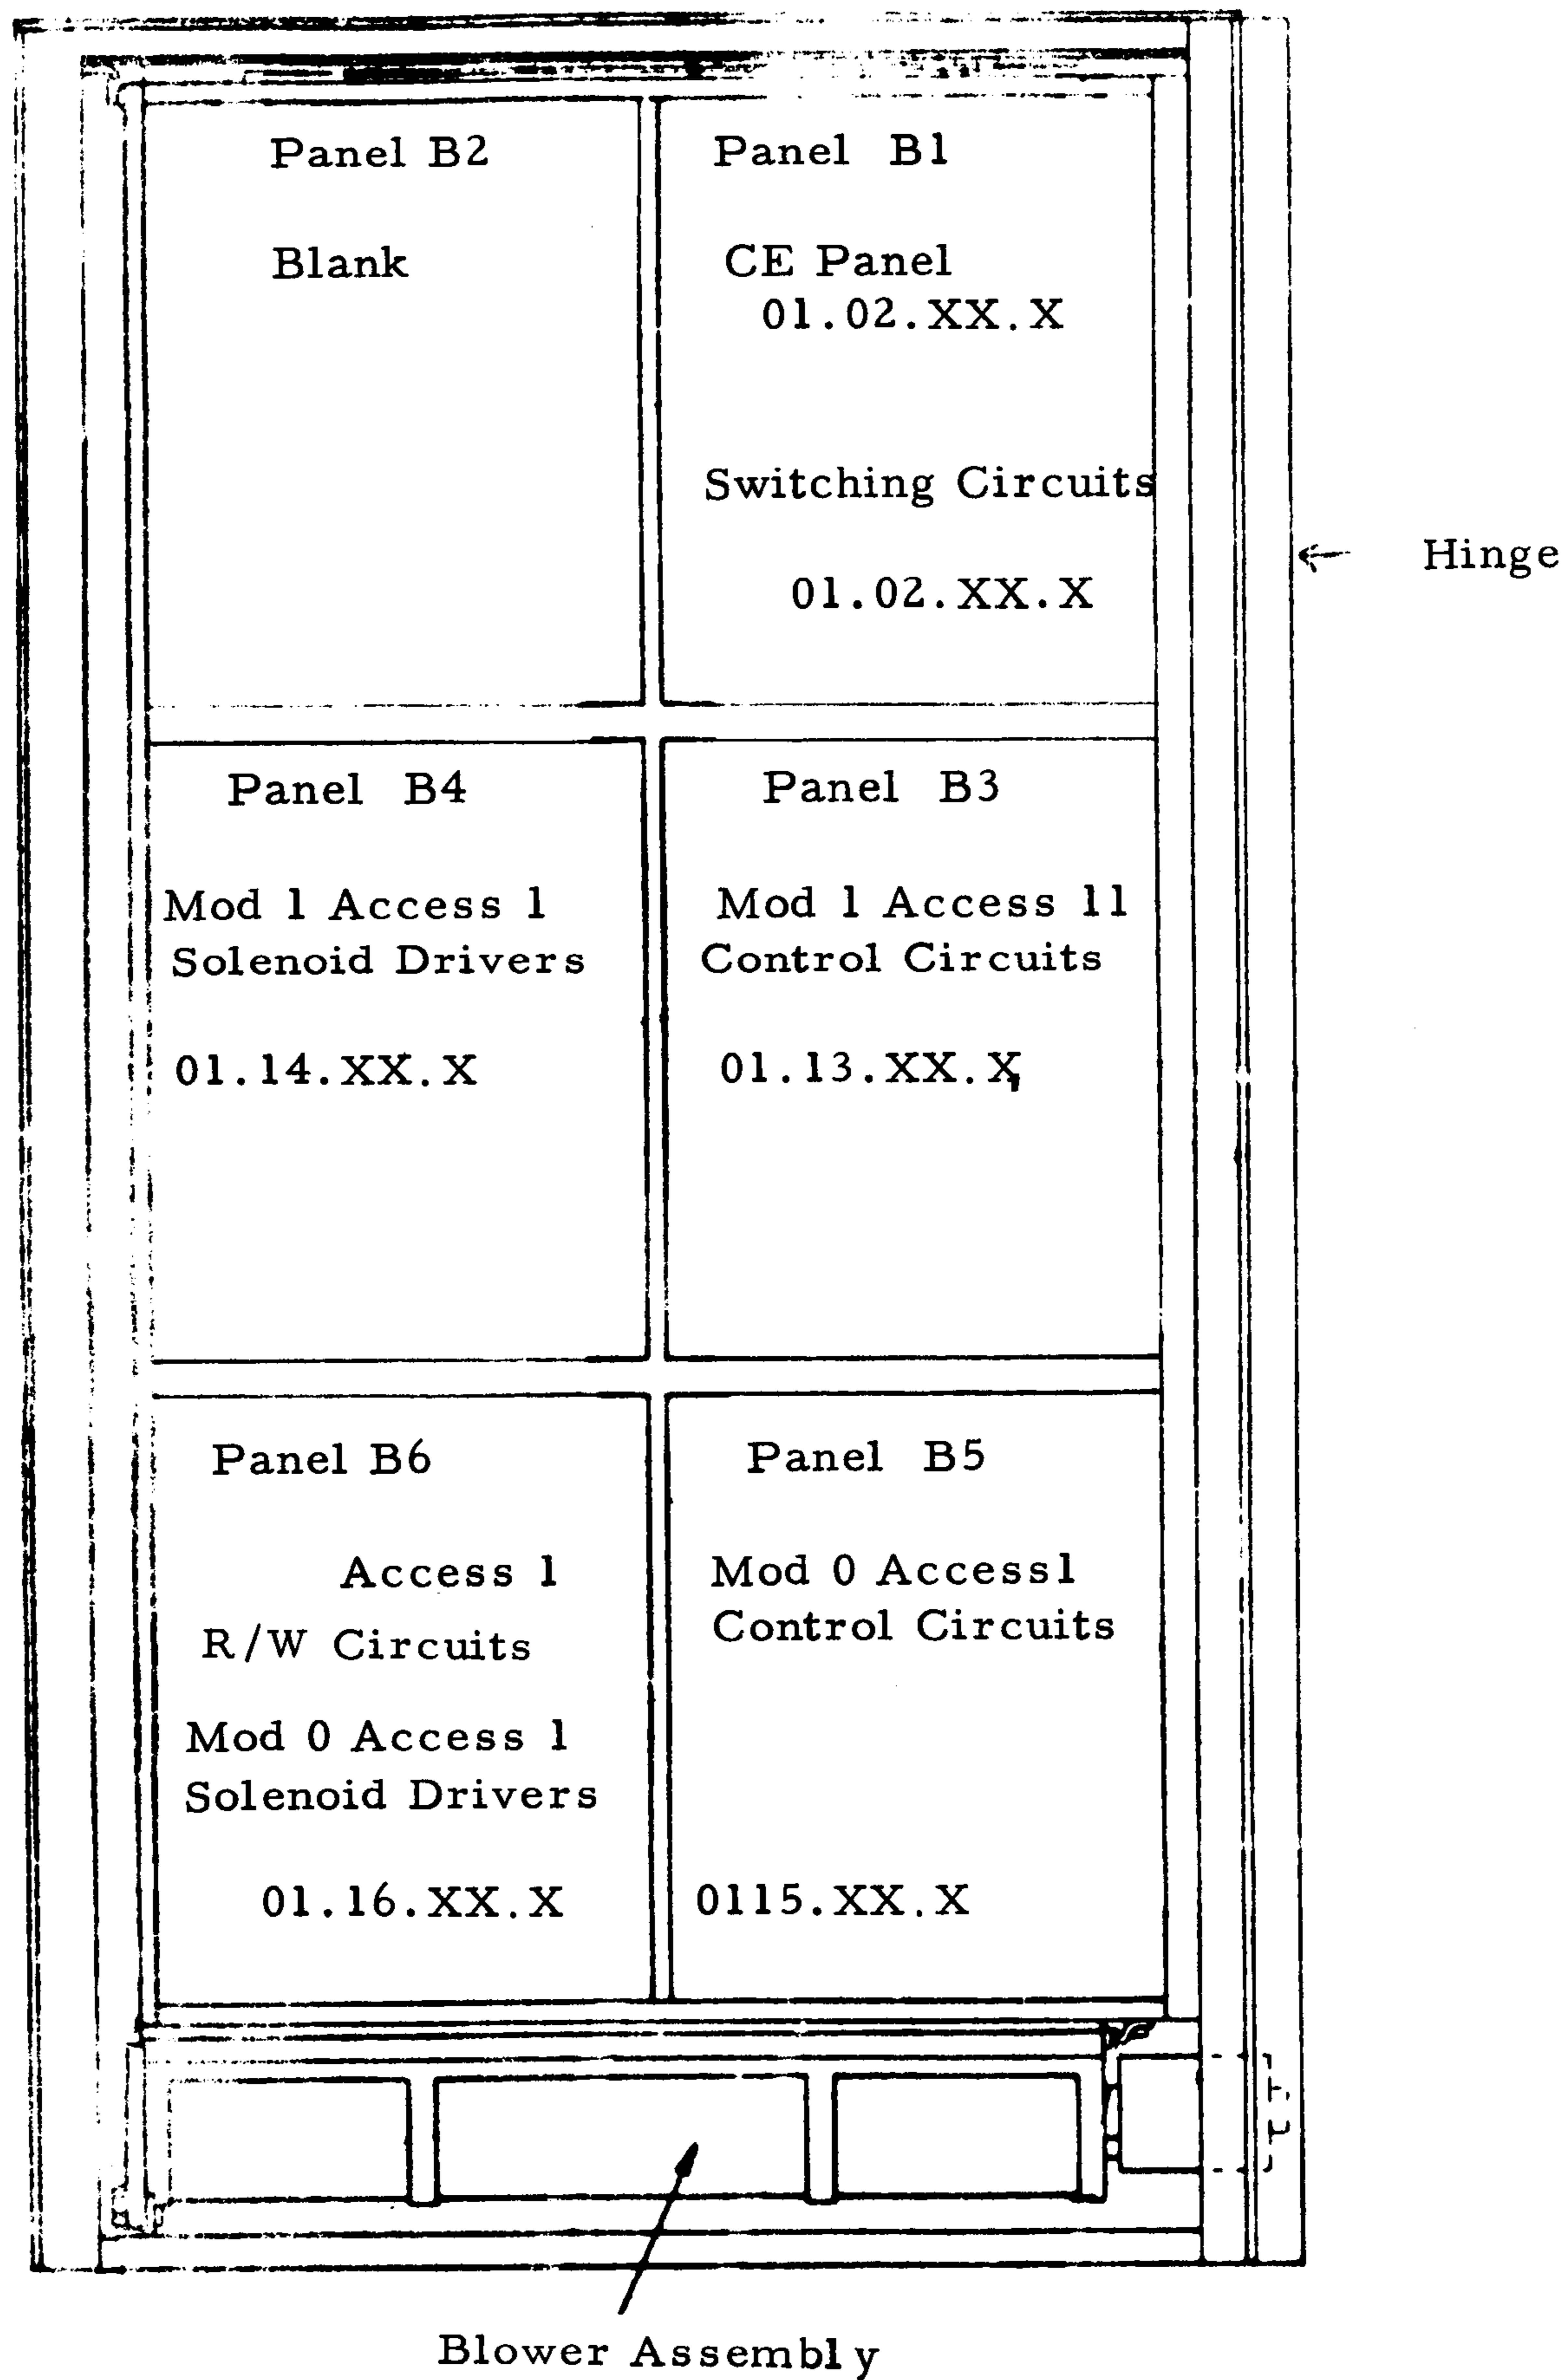 Panel B2
Blank
Panel B1
CE Panel
01.02.XX.X
Switching Circuits
01.02.XX.X
Hinge
Panel B4
Mod 1 Access 1
Solenoid Drivers
01.14.XX.X
Panel B3
Mod 1 Access 11
Control Circuits
01.13.XX.X
Panel B6
Access 1
R/W Circuits
Mod 0 Access 1
Solenoid Drivers
01.16.XX.X
Panel B5
Mod 0 Access1
Control Circuits
0115.XX.X
Blower Assembly